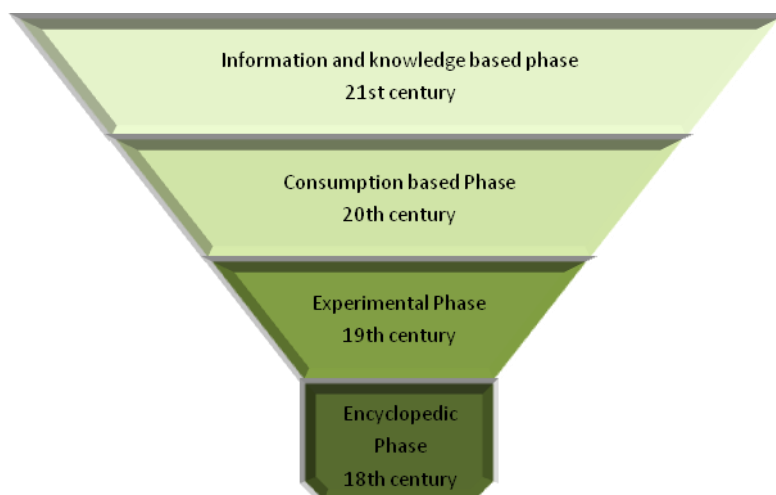 Information and knowledge based phase
21st century
Consumption based Phase
20th century
Experimental Phase
19th century
Encyclopedic
Phase
18th century